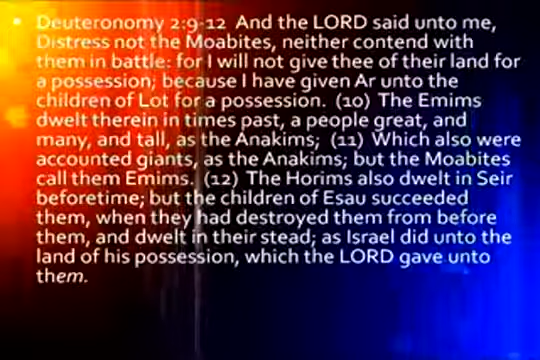 • Deuteronomy 2:9-12 And the LORD said unto me,
Distress not the Moabites, neither contend with
them in battle: for I will not give thee of their land for
a possession; because I have given Ar unto the
children of Lot for a possession. (10) The Emims
dwelt therein in times past, a people great, and
many, and tall, as the Anakims; (11) Which also were
accounted giants, as the Anakims; but the Moabites
call them Emims. (12) The Horims also dwelt in Seir
beforetime; but the children of Esau succeeded
them, when they had destroyed them from before
them, and dwelt in their stead; as Israel did unto the
land of his possession, which the LORD gave unto
them.